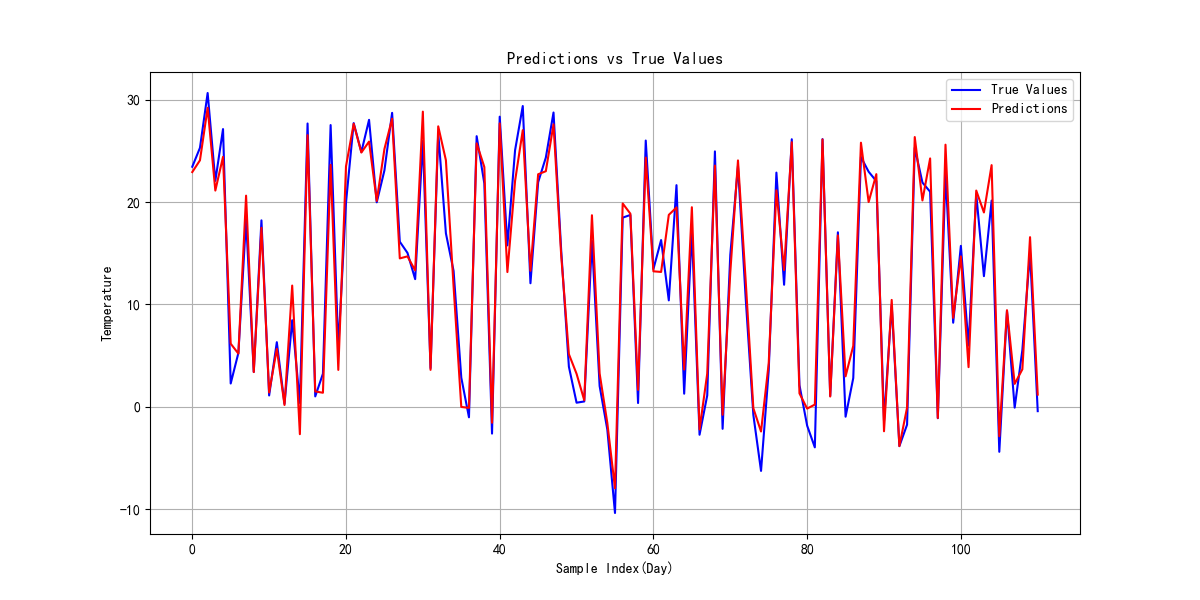 Predictions vs True Values
True Values
Predictions
30
20
10
0
−10
Temperature
0 20 40 60 80 100
Sample Index(Day)